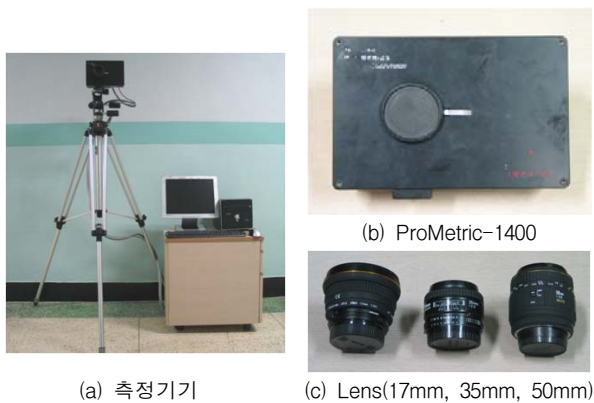 (b) ProMetric-1400
(a) 측정기기
(c) Lens(17mm, 35mm, 50mm)